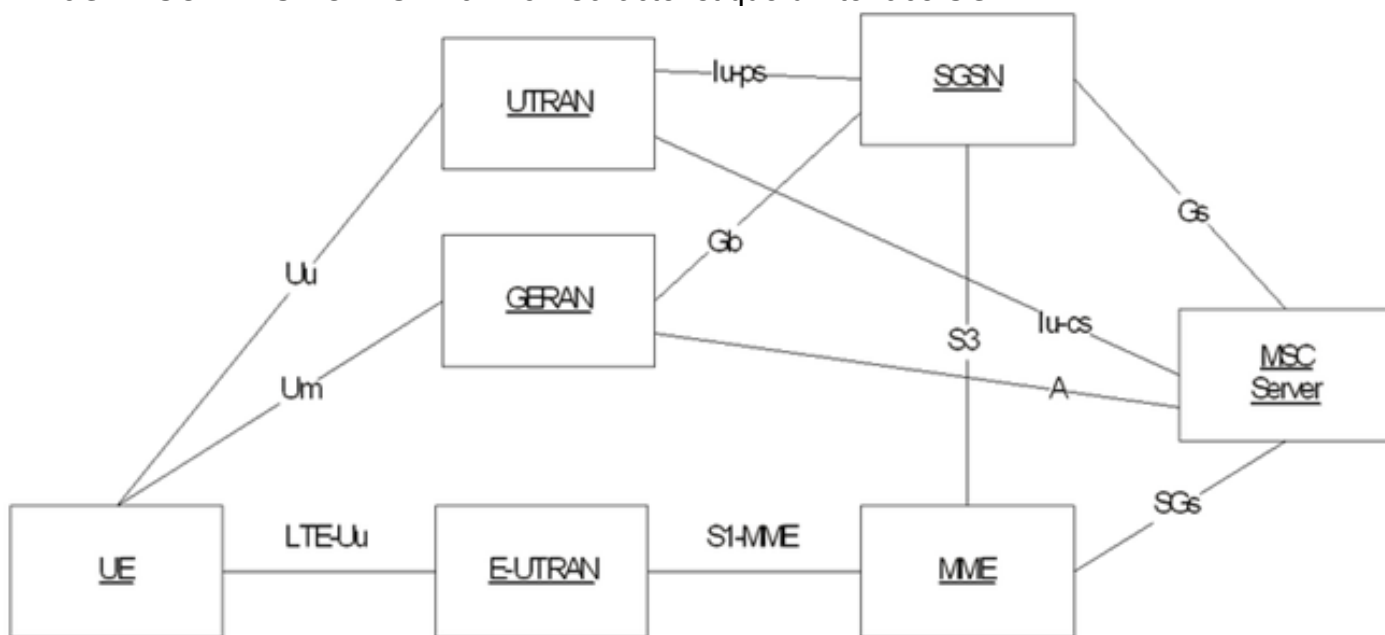 Iu-ps
SGSN
UTRAN
Gs
Gb
Uu
GERAN
Iu-cs
S3
MSC
Server
Um
A
SGs
LTE-Uu
S1-MME
UE
E-UTRAN
MME